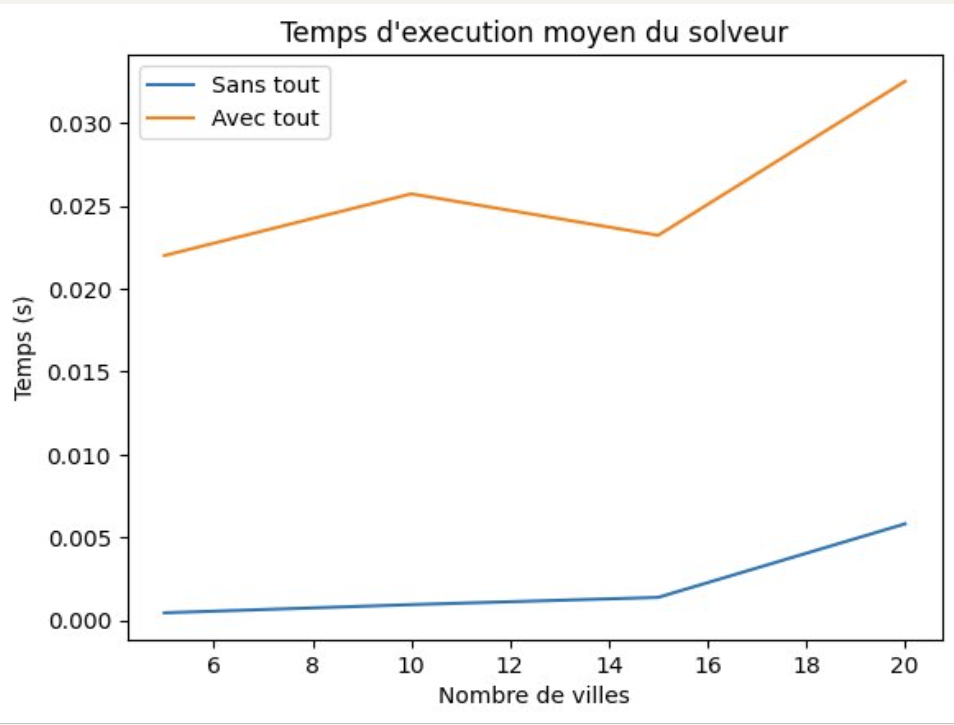 Temps d'execution moyen du solveur
Sans tout
Avec tout
0.030
0.025
0.020
0.015
0.010
0.005
0.000
Temps (s)
6 8 10 12 14 16 18 20
Nombre de villes